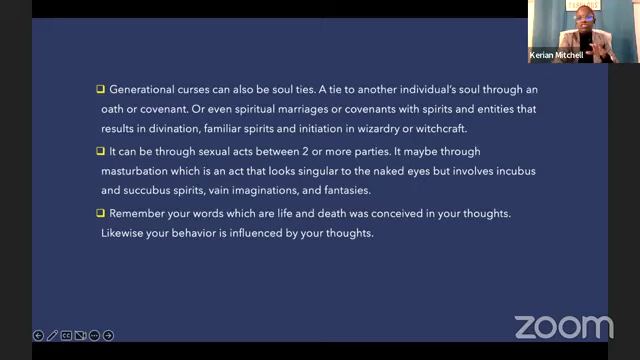 Kerian Mitchell
Generational curses can also be soul ties. A tie to another individual's soul through an
oath or covenant. Or even spiritual marriages or covenants with spirits and entities that
results in divination, familiar spirits and initiation in wizardry or witchcraft.
It can be through sexual acts between 2 or more parties. It maybe through
masturbation which is an act that looks singular to the naked eyes but involves incubus
and succubus spirits, vain imaginations, and fantasies.
Remember your words which are life and death was conceived in your thoughts.
Likewise your behavior is influenced by your thoughts.
zoom